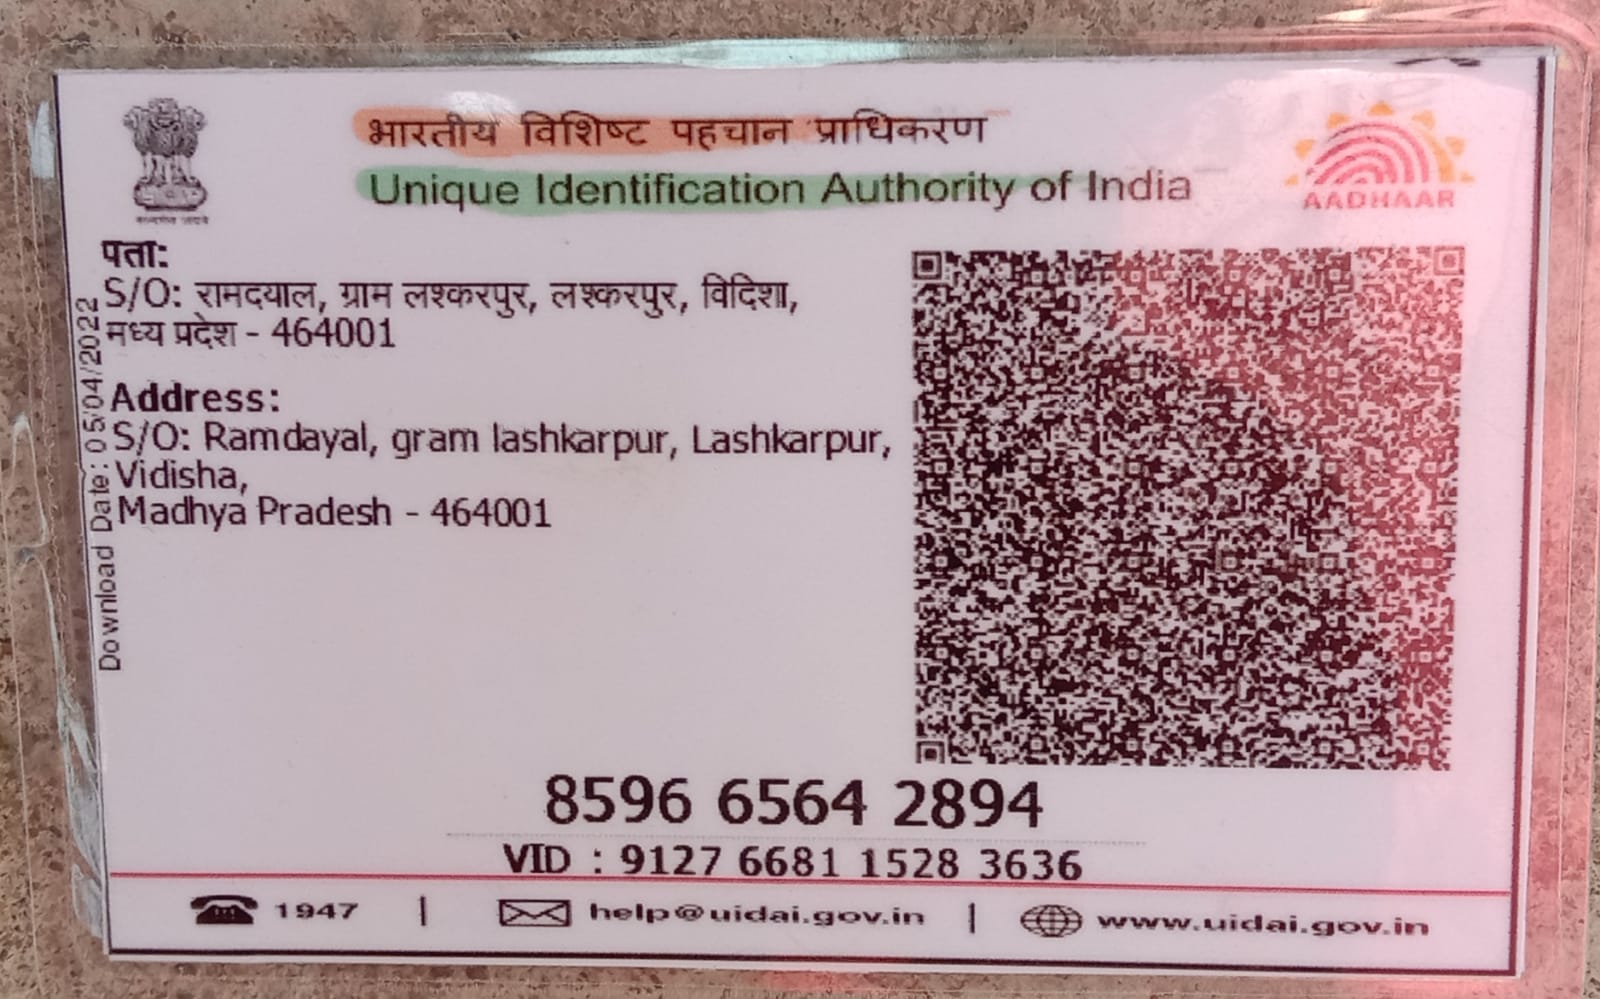 भारतीय विशिष्ट पहचान प्राधिकरण
Unique Identification Authority of India
AADHAAR
पता:
S/O: रामदयाल, ग्राम लश्करपुर, लश्करपुर, विदिशा,
मध्य प्रदेश - 464001
Address:
S/O: Ramdayal, gram lashkarpur, Lashkarpur,
Vidisha,
Madhya Pradesh - 464001
Download Date: 05/04/2022
8596 6564 2894
VID : 9127 6681 1528 3636
1947 | help@uidai.gov.in | www.uidai.gov.in